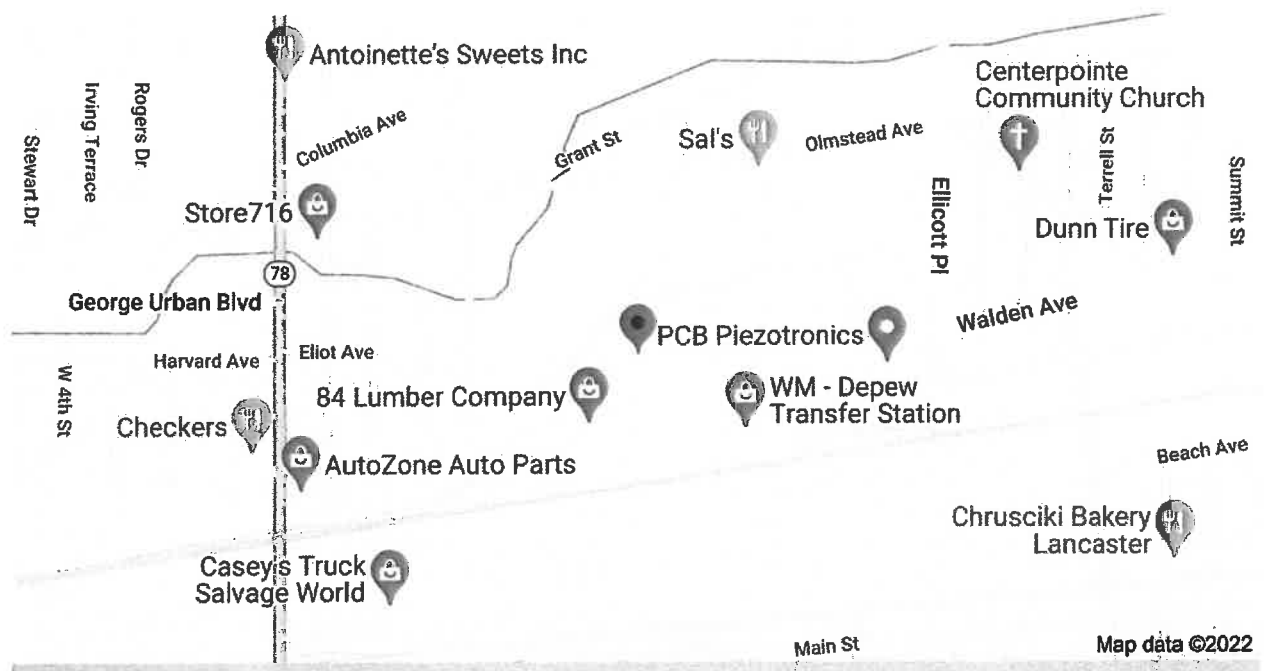 Antoinette's Sweets Inc
Centerpointe
Community Church
Irving Terrace
Rogers Dr
Columbia Ave
Stewart Dr
Grant St
Sal's
Olmstead Ave
Terrell St
Summit St
Ellicott Pl
Store716
Dunn Tire
78
George Urban Blvd
Walden Ave
PCB Piezotronics
Harvard Ave
Eliot Ave
W 4th St
84 Lumber Company
WM - Depew
Transfer Station
Checkers
AutoZone Auto Parts
Beach Ave
Chrusciki Bakery
Lancaster
Casey's Truck
Salvage World
Main St
Map data ©2022